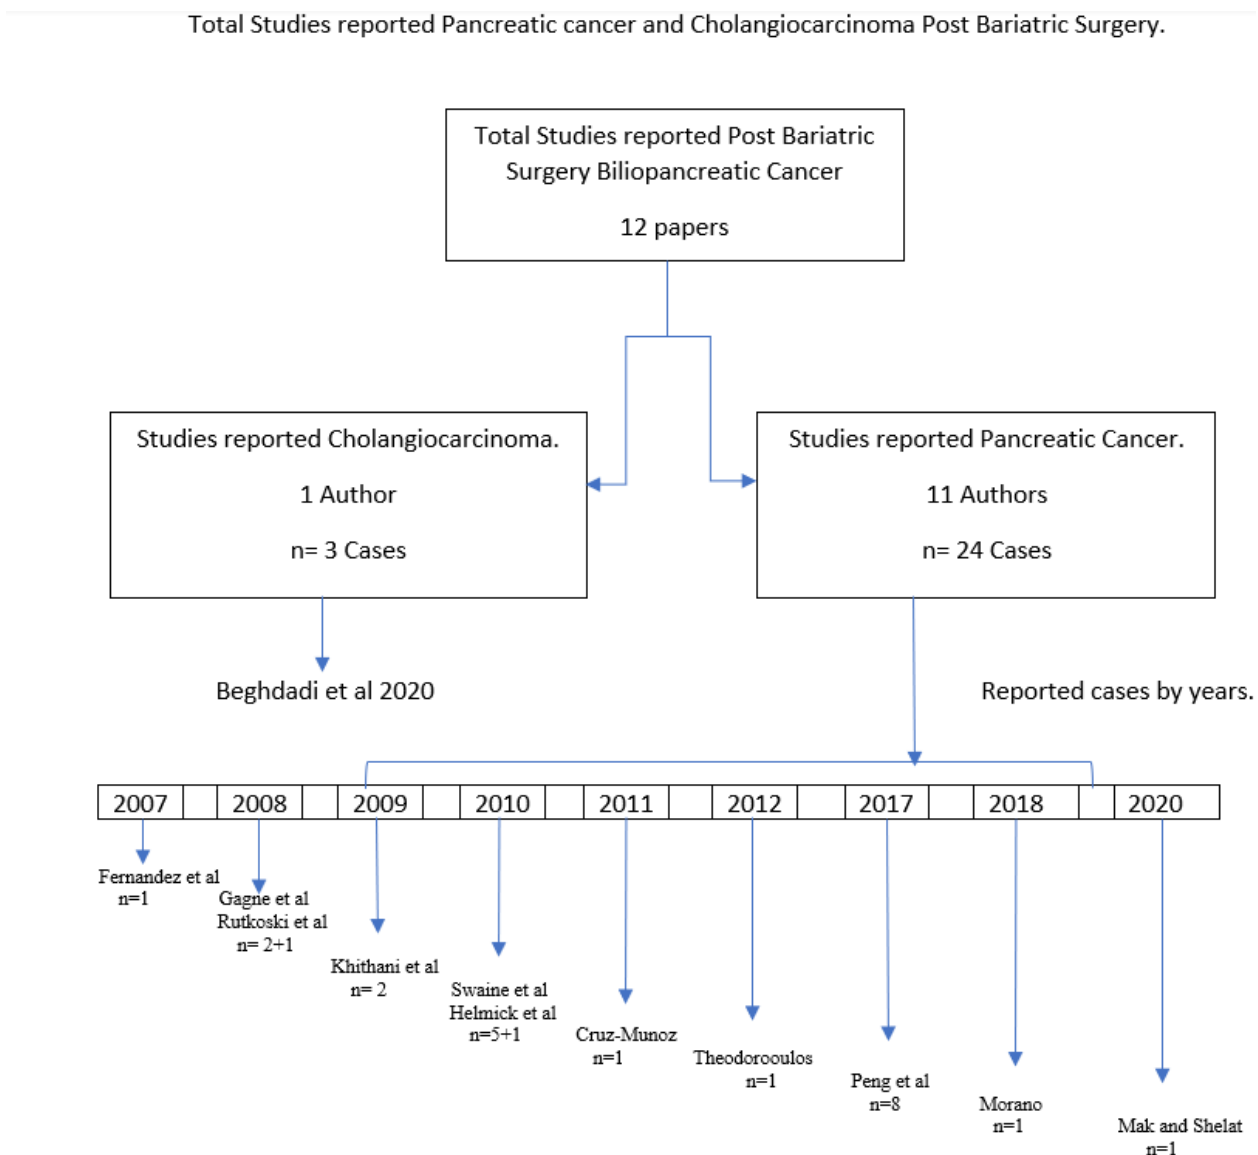 Total Studies reported Pancreatic cancer and Cholangiocarcinoma Post Bariatric Surgery.
Total Studies reported Post Bariatric
Surgery Biliopancreatic Cancer
12 papers
Studies reported Cholangiocarcinoma.
1 Author
n= 3 Cases
Studies reported Pancreatic Cancer.
11 Authors
n= 24 Cases
Beghdadi et al 2020
Reported cases by years.
2007 2008 2009 2010 2011 2012 2017 2018 2020
Fernandez et al
n=1
Gagne et al
Rutkoski et al
n= 2+1
Khithani et al
n= 2
Swaine et al
Helmick et al
n=5+1
Cruz-Munoz
n=1
Theodorooulos
n=1
Peng et al
n=8
Morano
n=1
Mak and Shelat
n=1